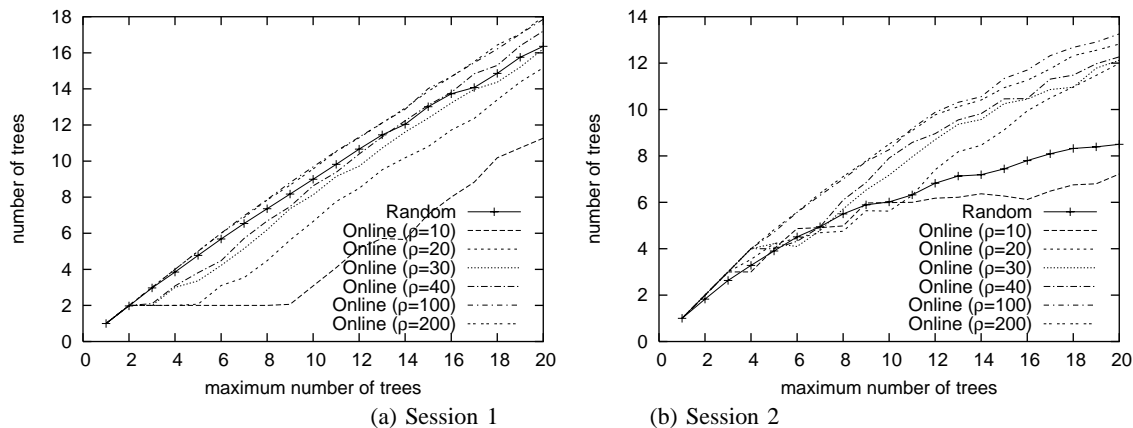 18
16
14
12
10
8
6
4
2
0
number of trees
0 2 4 6 8 10 12 14 16 18 20
maximum number of trees
Random
Online (ρ=10)
Online (ρ=20)
Online (ρ=30)
Online (ρ=40)
Online (ρ=100)
Online (ρ=200)
(a) Session 1
14
12
10
8
6
4
2
0
number of trees
0 2 4 6 8 10 12 14 16 18 20
maximum number of trees
Random
Online (ρ=10)
Online (ρ=20)
Online (ρ=30)
Online (ρ=40)
Online (ρ=100)
Online (ρ=200)
(b) Session 2